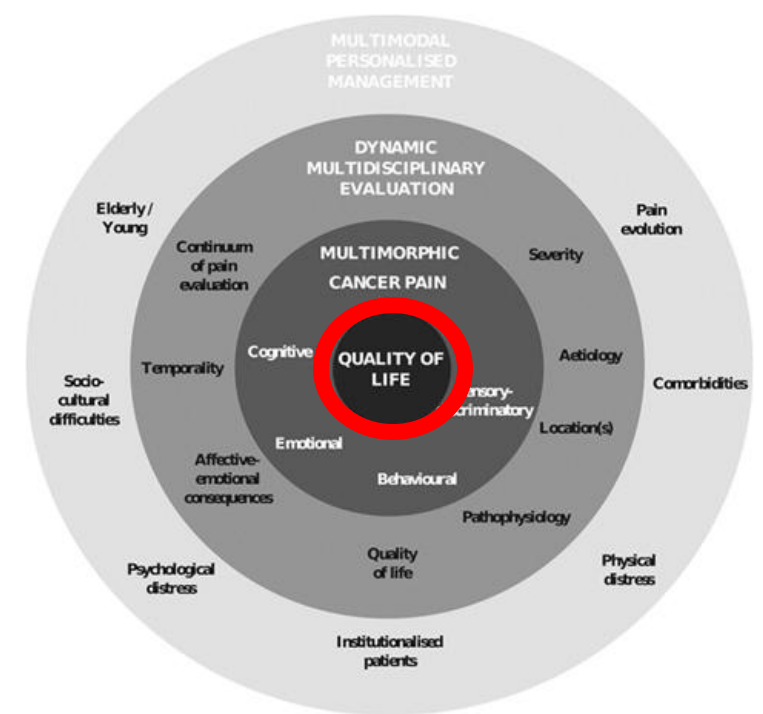 MULTIMODAL
PERSONALISED
MANAGEMENT
DYNAMIC
MULTIDISCIPLINARY
EVALUATION
Elderly /
Young
Pain
evolution
Continuum
of pain
evaluation
Severity
MULTIMORPHIC
CANCER PAIN
Cognitive
QUALITY OF
LIFE
Temporality
Aetiology
Socio-
cultural
difficulties
Comorbidities
ensory-
criminatory
Location(s)
Emotional
Behavioural
Affective-
emotional
consequences
Pathophysiology
Quality
of life
Psychological
distress
Physical
distress
Institutionalised
patients